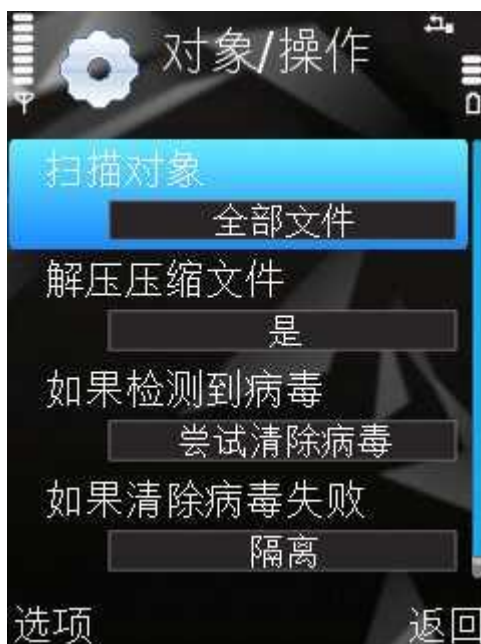 对象/操作
扫描对象
全部文件
解压压缩文件
是
如果检测到病毒
尝试清除病毒
如果清除病毒失败
隔离
选项
返回